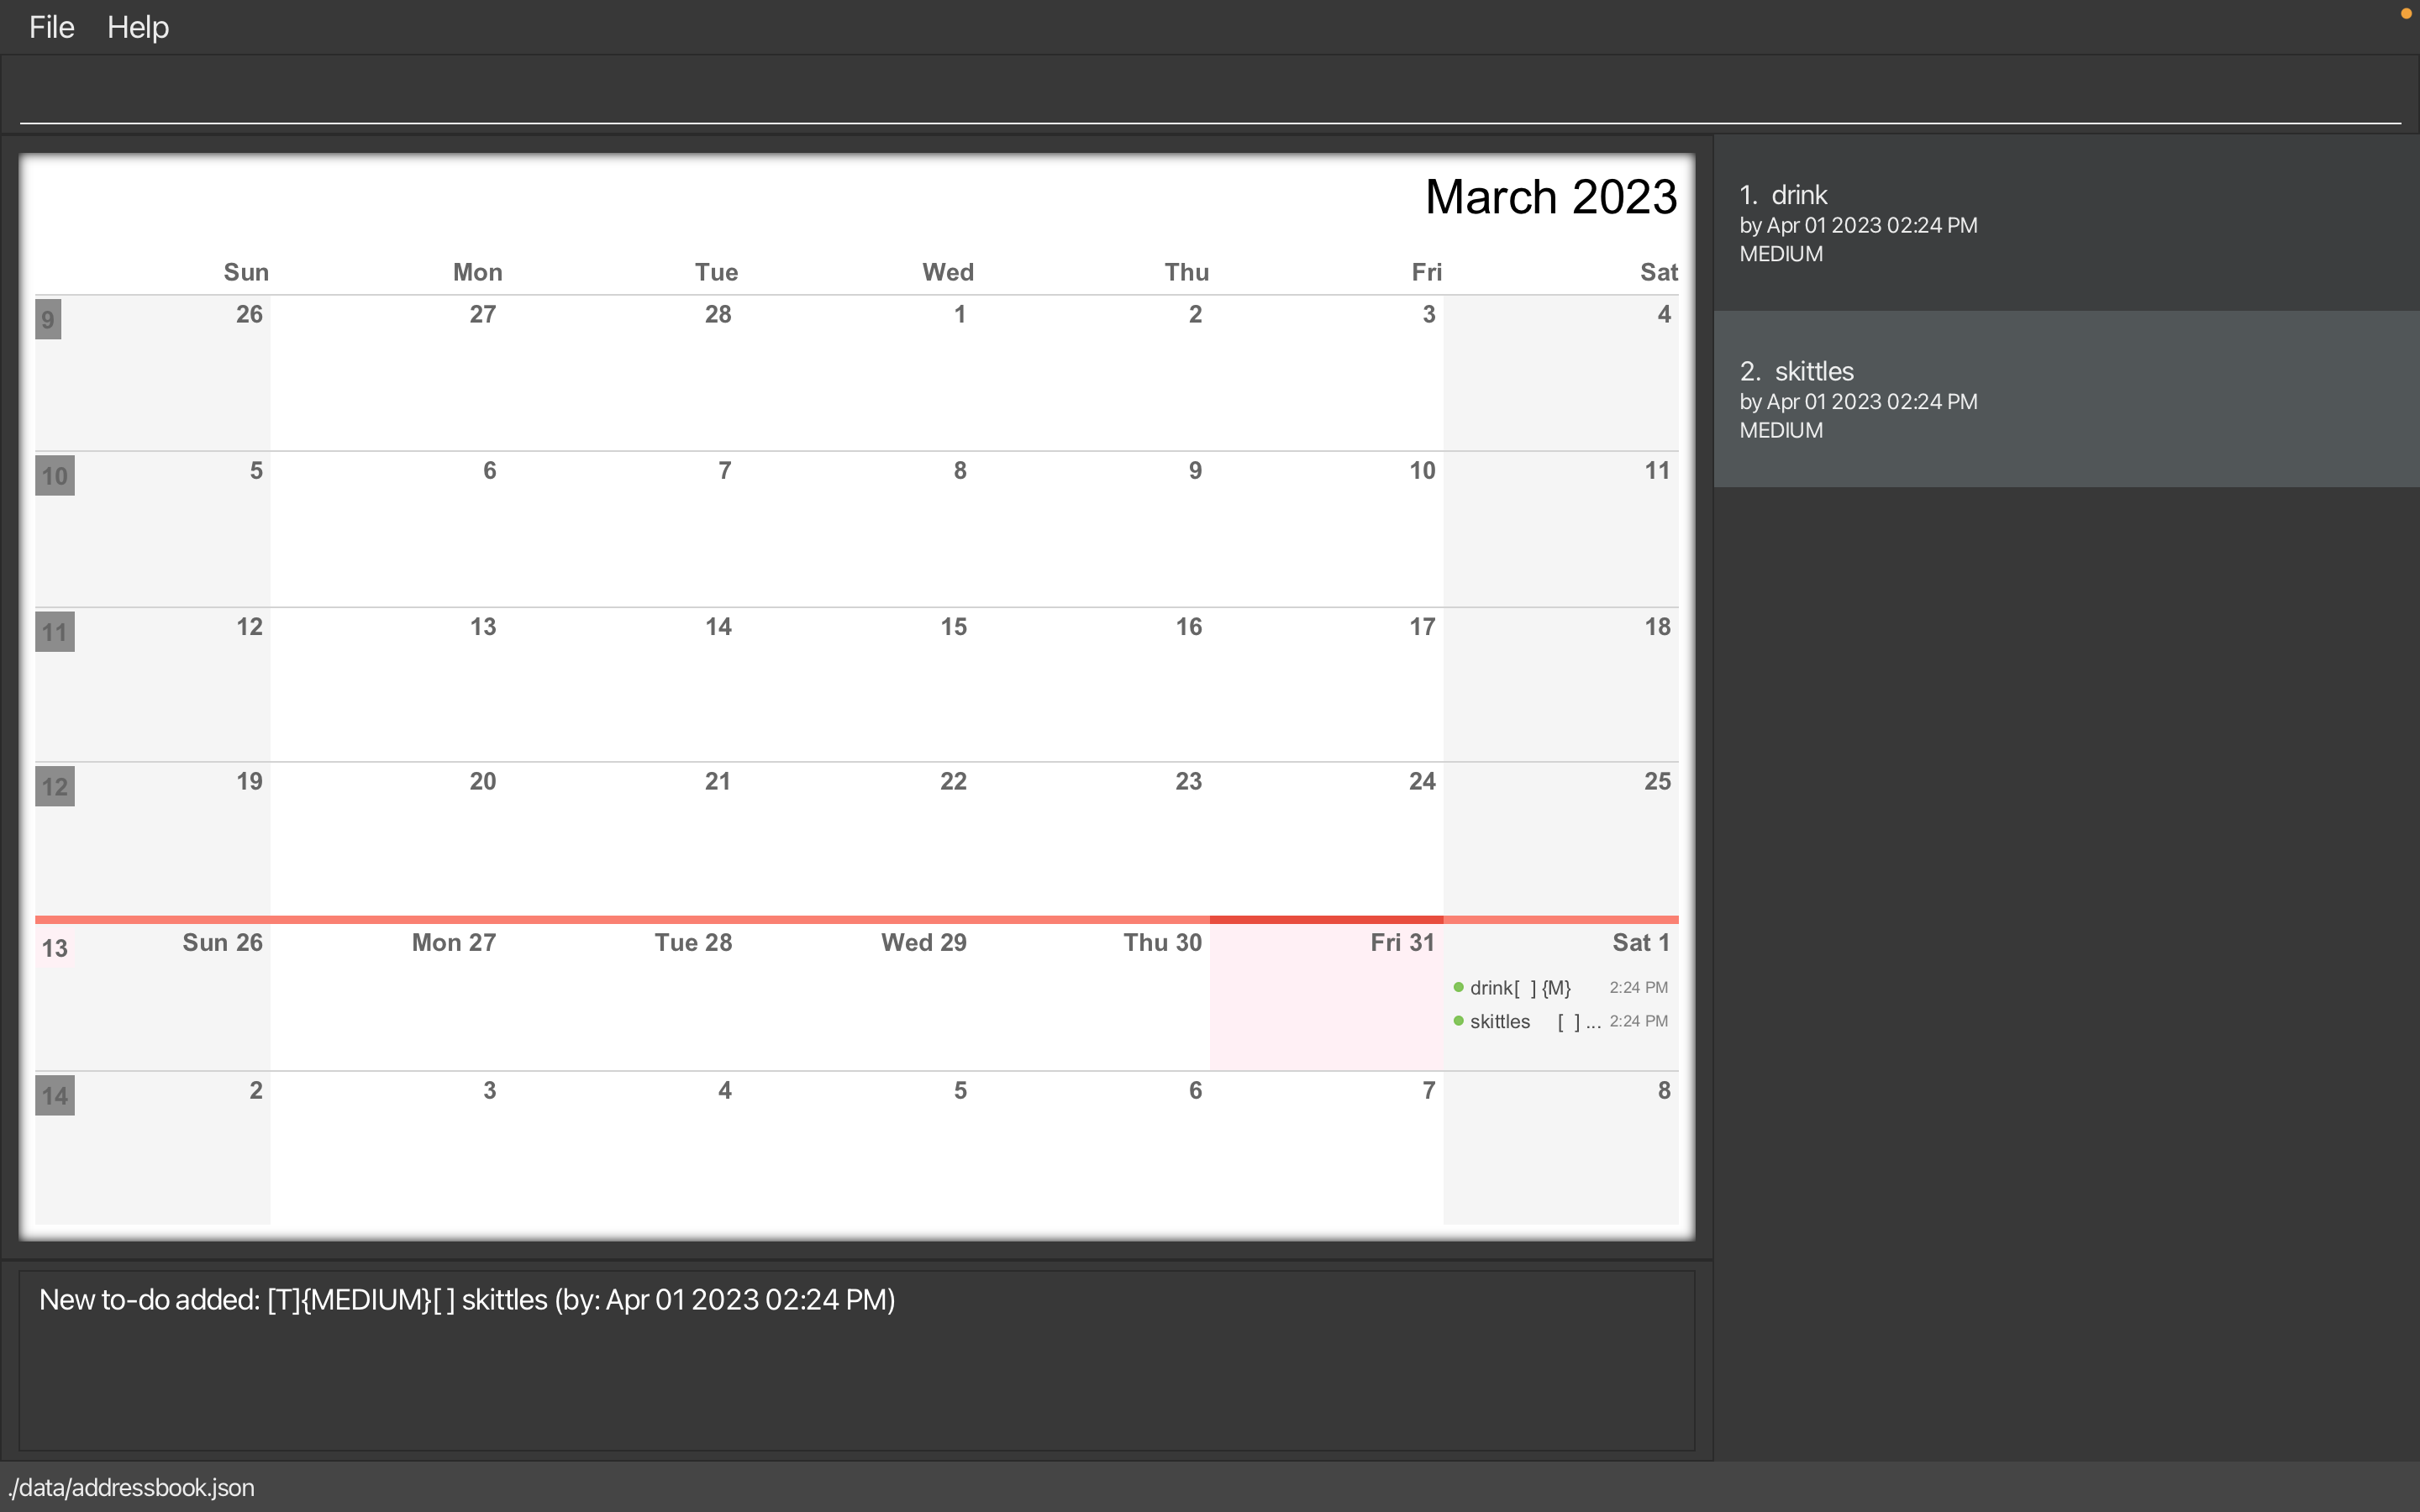 File Help
March 2023
Sun Mon Tue Wed Thu Fri Sat
9 26 27 28 1 2 3 4
10 5 6 7 8 9 10 11
11 12 13 14 15 16 17 18
12 19 20 21 22 23 24 25
13 Sun 26 Mon 27 Tue 28 Wed 29 Thu 30 Fri 31 Sat 1
drink[ ] {M} 2:24 PM
skittles [ ] ... 2:24 PM
14 2 3 4 5 6 7 8
1. drink
by Apr 01 2023 02:24 PM
MEDIUM
2. skittles
by Apr 01 2023 02:24 PM
MEDIUM
New to-do added: [T]{MEDIUM}[ ] skittles (by: Apr 01 2023 02:24 PM)
./data/addressbook.json